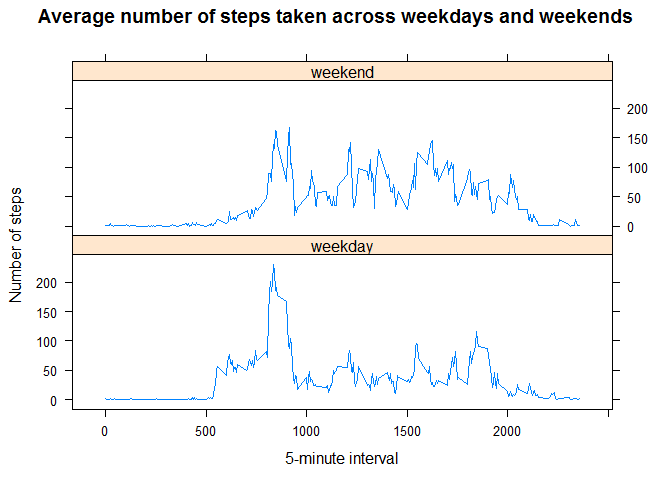 Average number of steps taken across weekdays and weekends
weekend
200
150
100
50
0
Number of steps
weekday
200
150
100
50
0
0 500 1000 1500 2000
5-minute interval